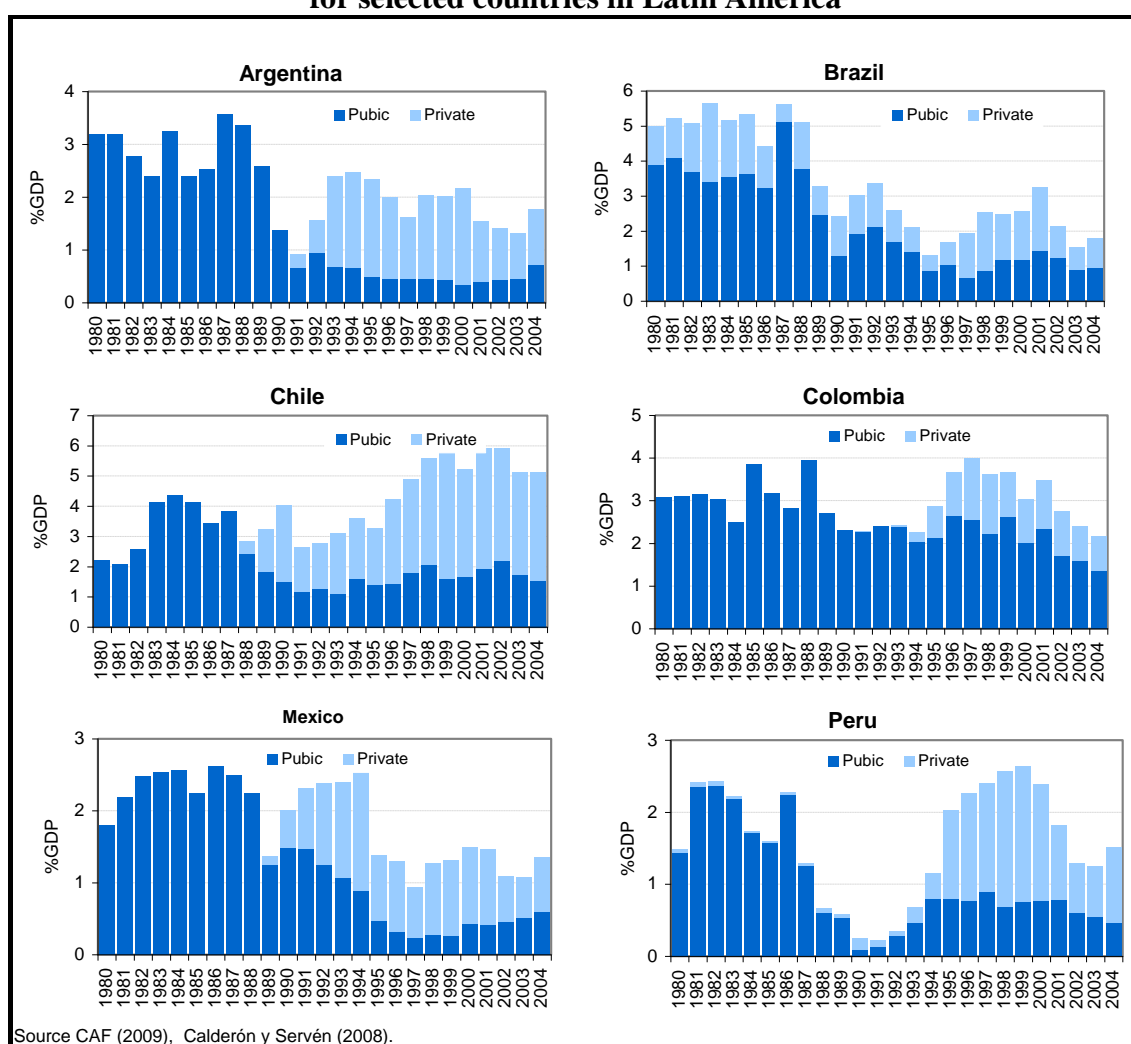 for selected countries in Latin America
Argentina
Pubic Private
%GDP
4
3
2
1
0
1980 1981 1982 1983 1984 1985 1986 1987 1988 1989 1990 1991 1992 1993 1994 1995 1996 1997 1998 1999 2000 2001 2002 2003 2004
Brazil
Pubic Private
%GDP
6
5
4
3
2
1
0
1980 1981 1982 1983 1984 1985 1986 1987 1988 1989 1990 1991 1992 1993 1994 1995 1996 1997 1998 1999 2000 2001 2002 2003 2004
Chile
Pubic Private
%GDP
7
6
5
4
3
2
1
0
1980 1981 1982 1983 1984 1985 1986 1987 1988 1989 1990 1991 1992 1993 1994 1995 1996 1997 1998 1999 2000 2001 2002 2003 2004
Colombia
Pubic Private
%GDP
5
4
3
2
1
0
1980 1981 1982 1983 1984 1985 1986 1987 1988 1989 1990 1991 1992 1993 1994 1995 1996 1997 1998 1999 2000 2001 2002 2003 2004
Mexico
Pubic Private
%GDP
3
2
1
0
1980 1981 1982 1983 1984 1985 1986 1987 1988 1989 1990 1991 1992 1993 1994 1995 1996 1997 1998 1999 2000 2001 2002 2003 2004
Peru
Pubic Private
%GDP
3
2
1
0
1980 1981 1982 1983 1984 1985 1986 1987 1988 1989 1990 1991 1992 1993 1994 1995 1996 1997 1998 1999 2000 2001 2002 2003 2004
Source CAF (2009), Calderón y Servén (2008).